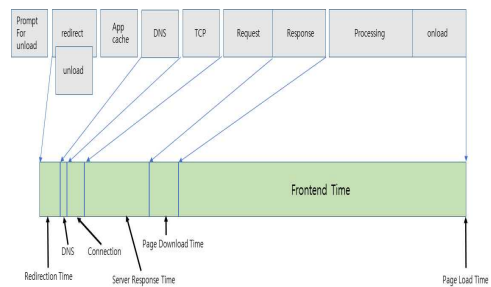 Prompt
For
unload
redirect
unload
App
cache
DNS
TCP
Request
Response
Processing
onload
Frontend Time
Redirection Time
DNS
Connection
Server Response Time
Page Download Time
Page Load Time